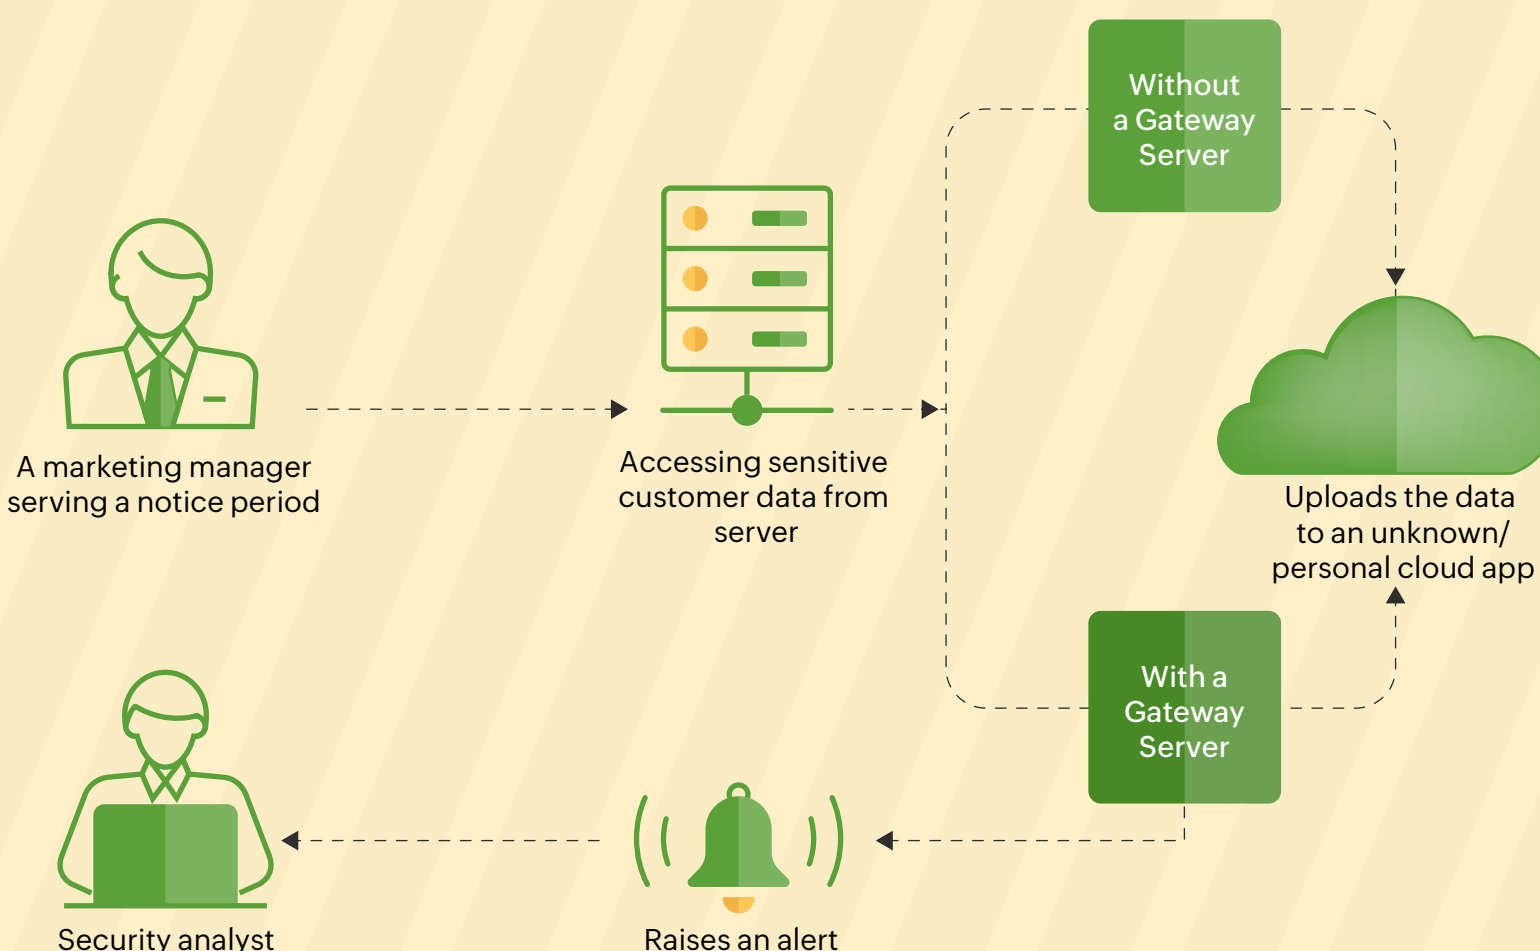 Without
a Gateway
Server
A marketing manager
serving a notice period
Accessing sensitive
customer data from
server
Uploads the data
to an unknown/
personal cloud app
With a
Gateway
Server
Security analyst
Raises an alert